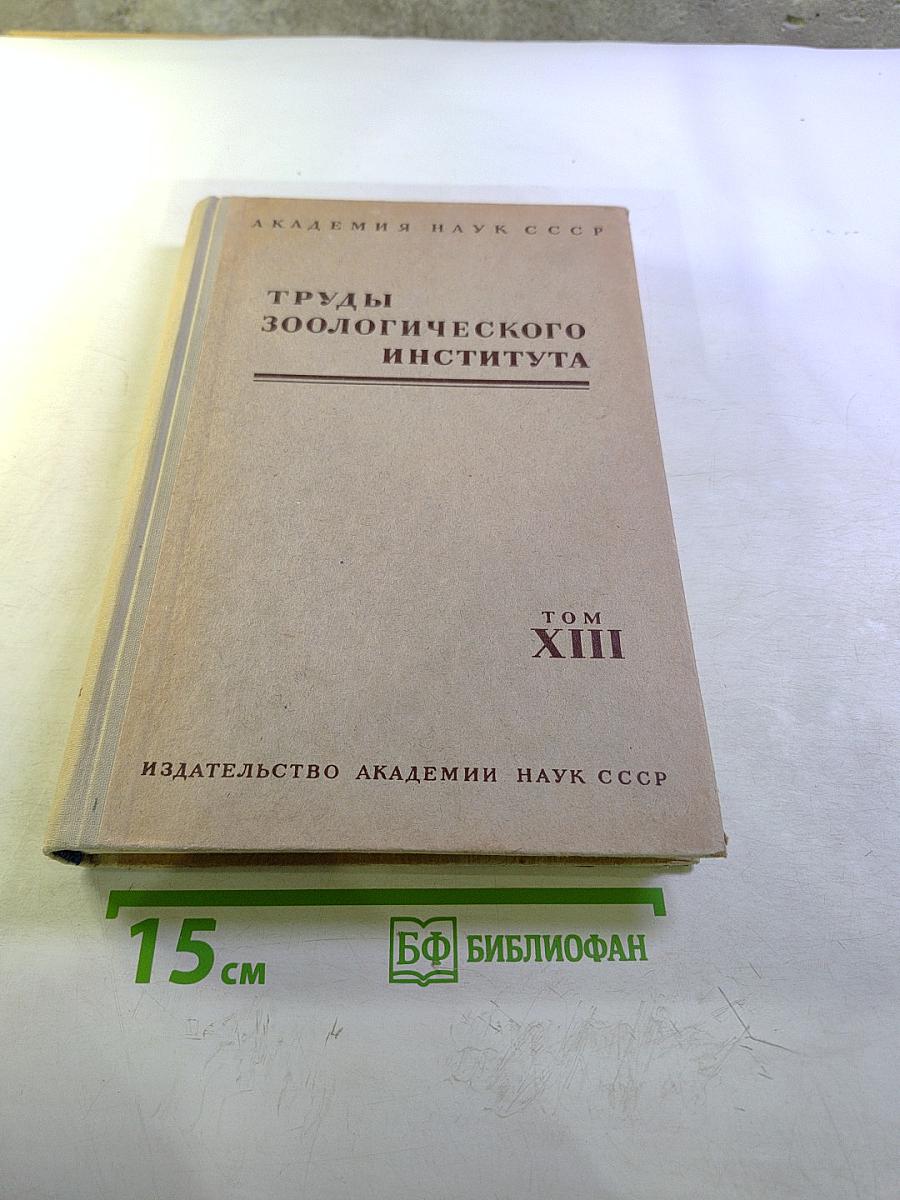 АКАДЕМИЯ НАУК СССР
ТРУДЫ
ЗООЛОГИЧЕСКОГО
ИНСТИТУТА
ТОМ
XIII
ИЗДАТЕЛЬСТВО АКАДЕМИИ НАУК СССР
15 см
БФ БИБЛИОФАН